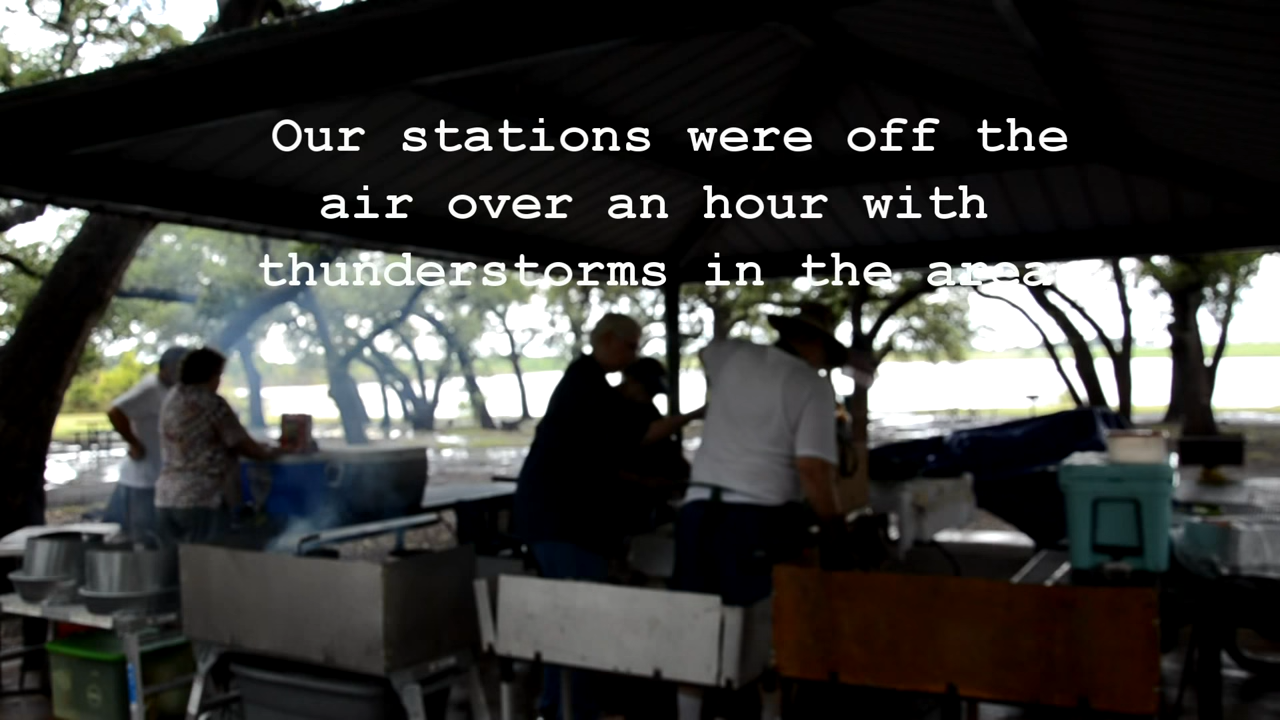 Our stations were off the
air over an hour with
thunderstorms in the area.